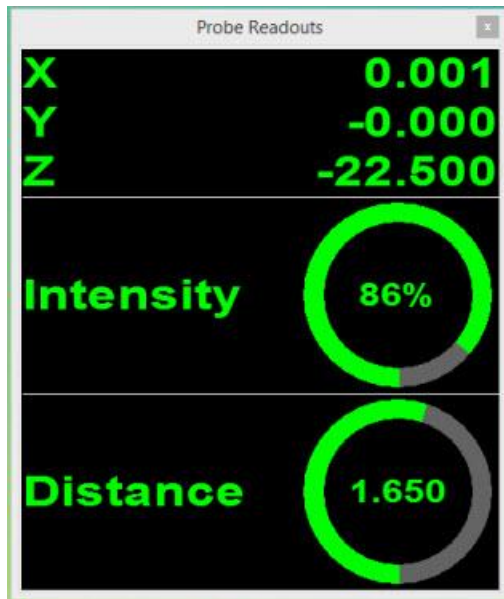 Probe Readouts x
X 0.001
Y -0.000
Z -22.500
Intensity 86%
Distance 1.650